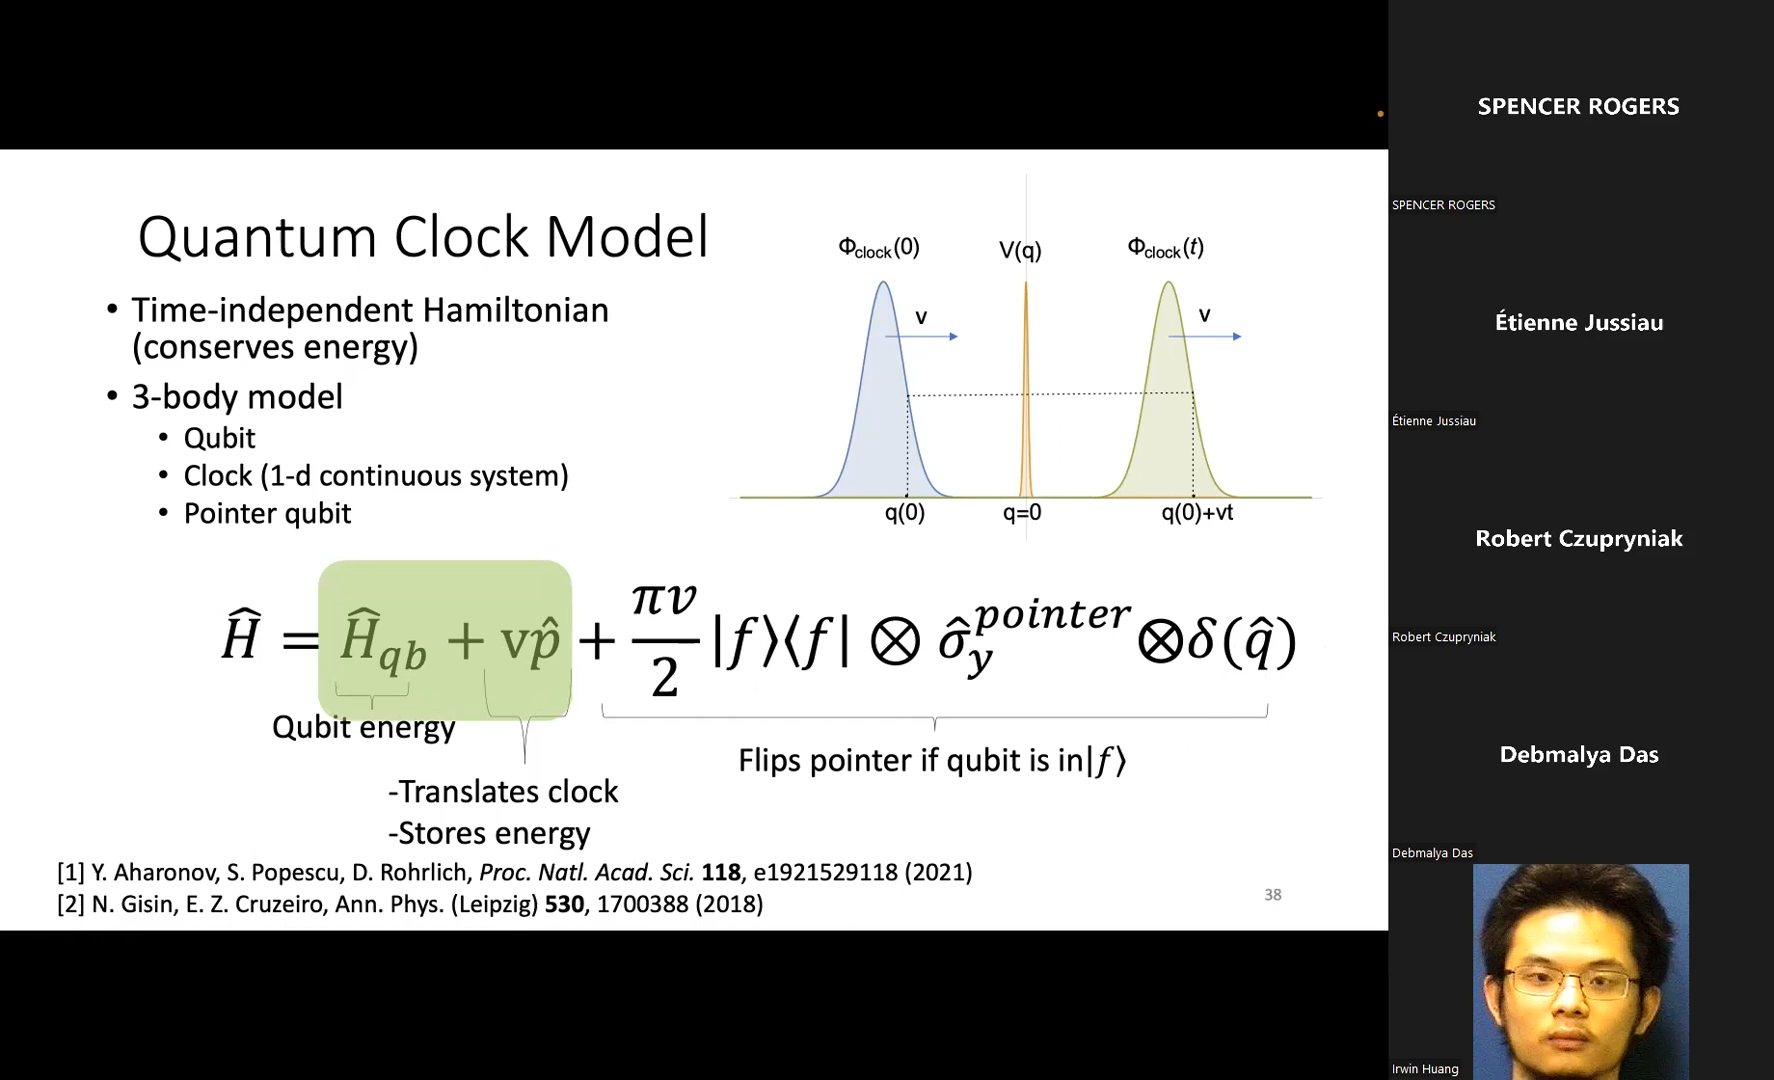 Quantum Clock Model
• Time-independent Hamiltonian
(conserves energy)
• 3-body model
• Qubit
• Clock (1-d continuous system)
• Pointer qubit
Φclock(0)
V(q)
Φclock(t)
v
v
q(0)
q=0
q(0)+vt
Ĥ = Ĥqb + vp̂ + πv/2 |f⟩⟨f| ⊗ σ̂y^pointer ⊗ δ(q̂)
Qubit energy
-Translates clock
-Stores energy
Flips pointer if qubit is in|f⟩
[1] Y. Aharonov, S. Popescu, D. Rohrlich, Proc. Natl. Acad. Sci. 118, e1921529118 (2021)
[2] N. Gisin, E. Z. Cruzeiro, Ann. Phys. (Leipzig) 530, 1700388 (2018)
38
SPENCER ROGERS
SPENCER ROGERS
Étienne Jussiau
Étienne Jussiau
Robert Czupryniak
Robert Czupryniak
Debmalya Das
Debmalya Das
Irwin Huang